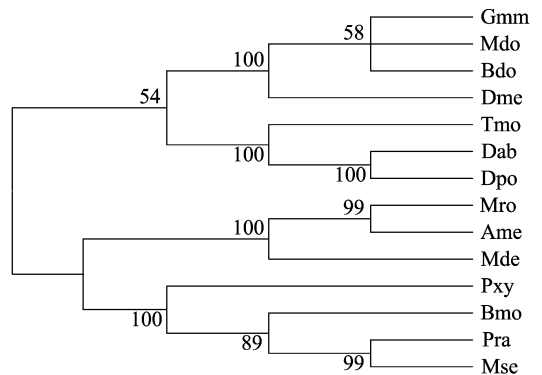 Gmm
58
Mdo
100
Bdo
54
Dme
Tmo
100
Dab
100
Dpo
99
Mro
100
Ame
Mde
Pxy
100
Bmo
89
Pra
99
Mse